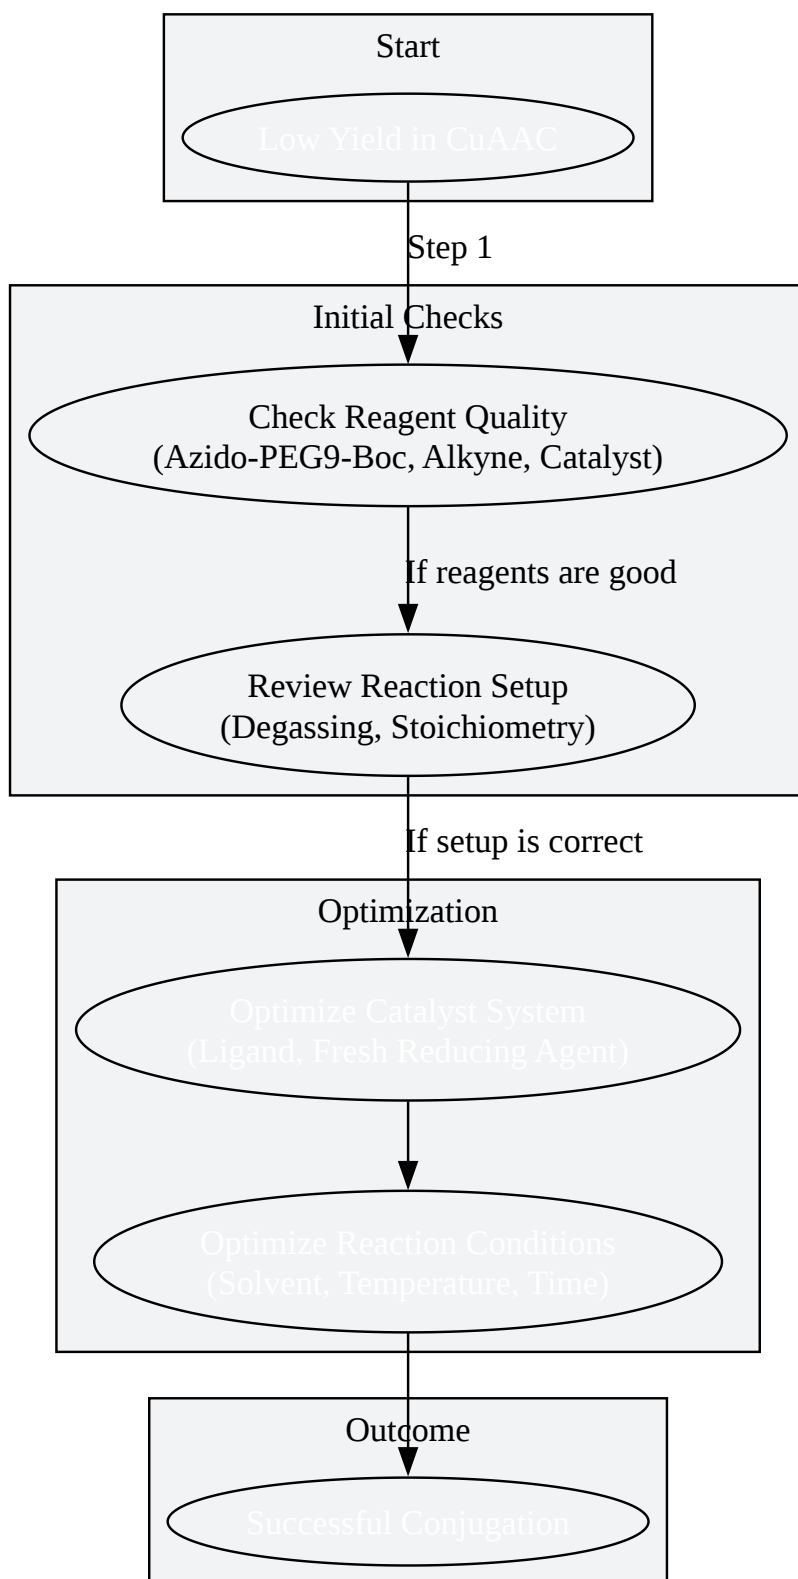 Start
Low Yield in CuAAC
Step 1
Initial Checks
Check Reagent Quality
(Azido-PEG9-Boc, Alkyne, Catalyst)
If reagents are good
Review Reaction Setup
(Degassing, Stoichiometry)
If setup is correct
Optimization
Optimize Catalyst System
(Ligand, Fresh Reducing Agent)
Optimize Reaction Conditions
(Solvent, Temperature, Time)
Outcome
Successful Conjugation